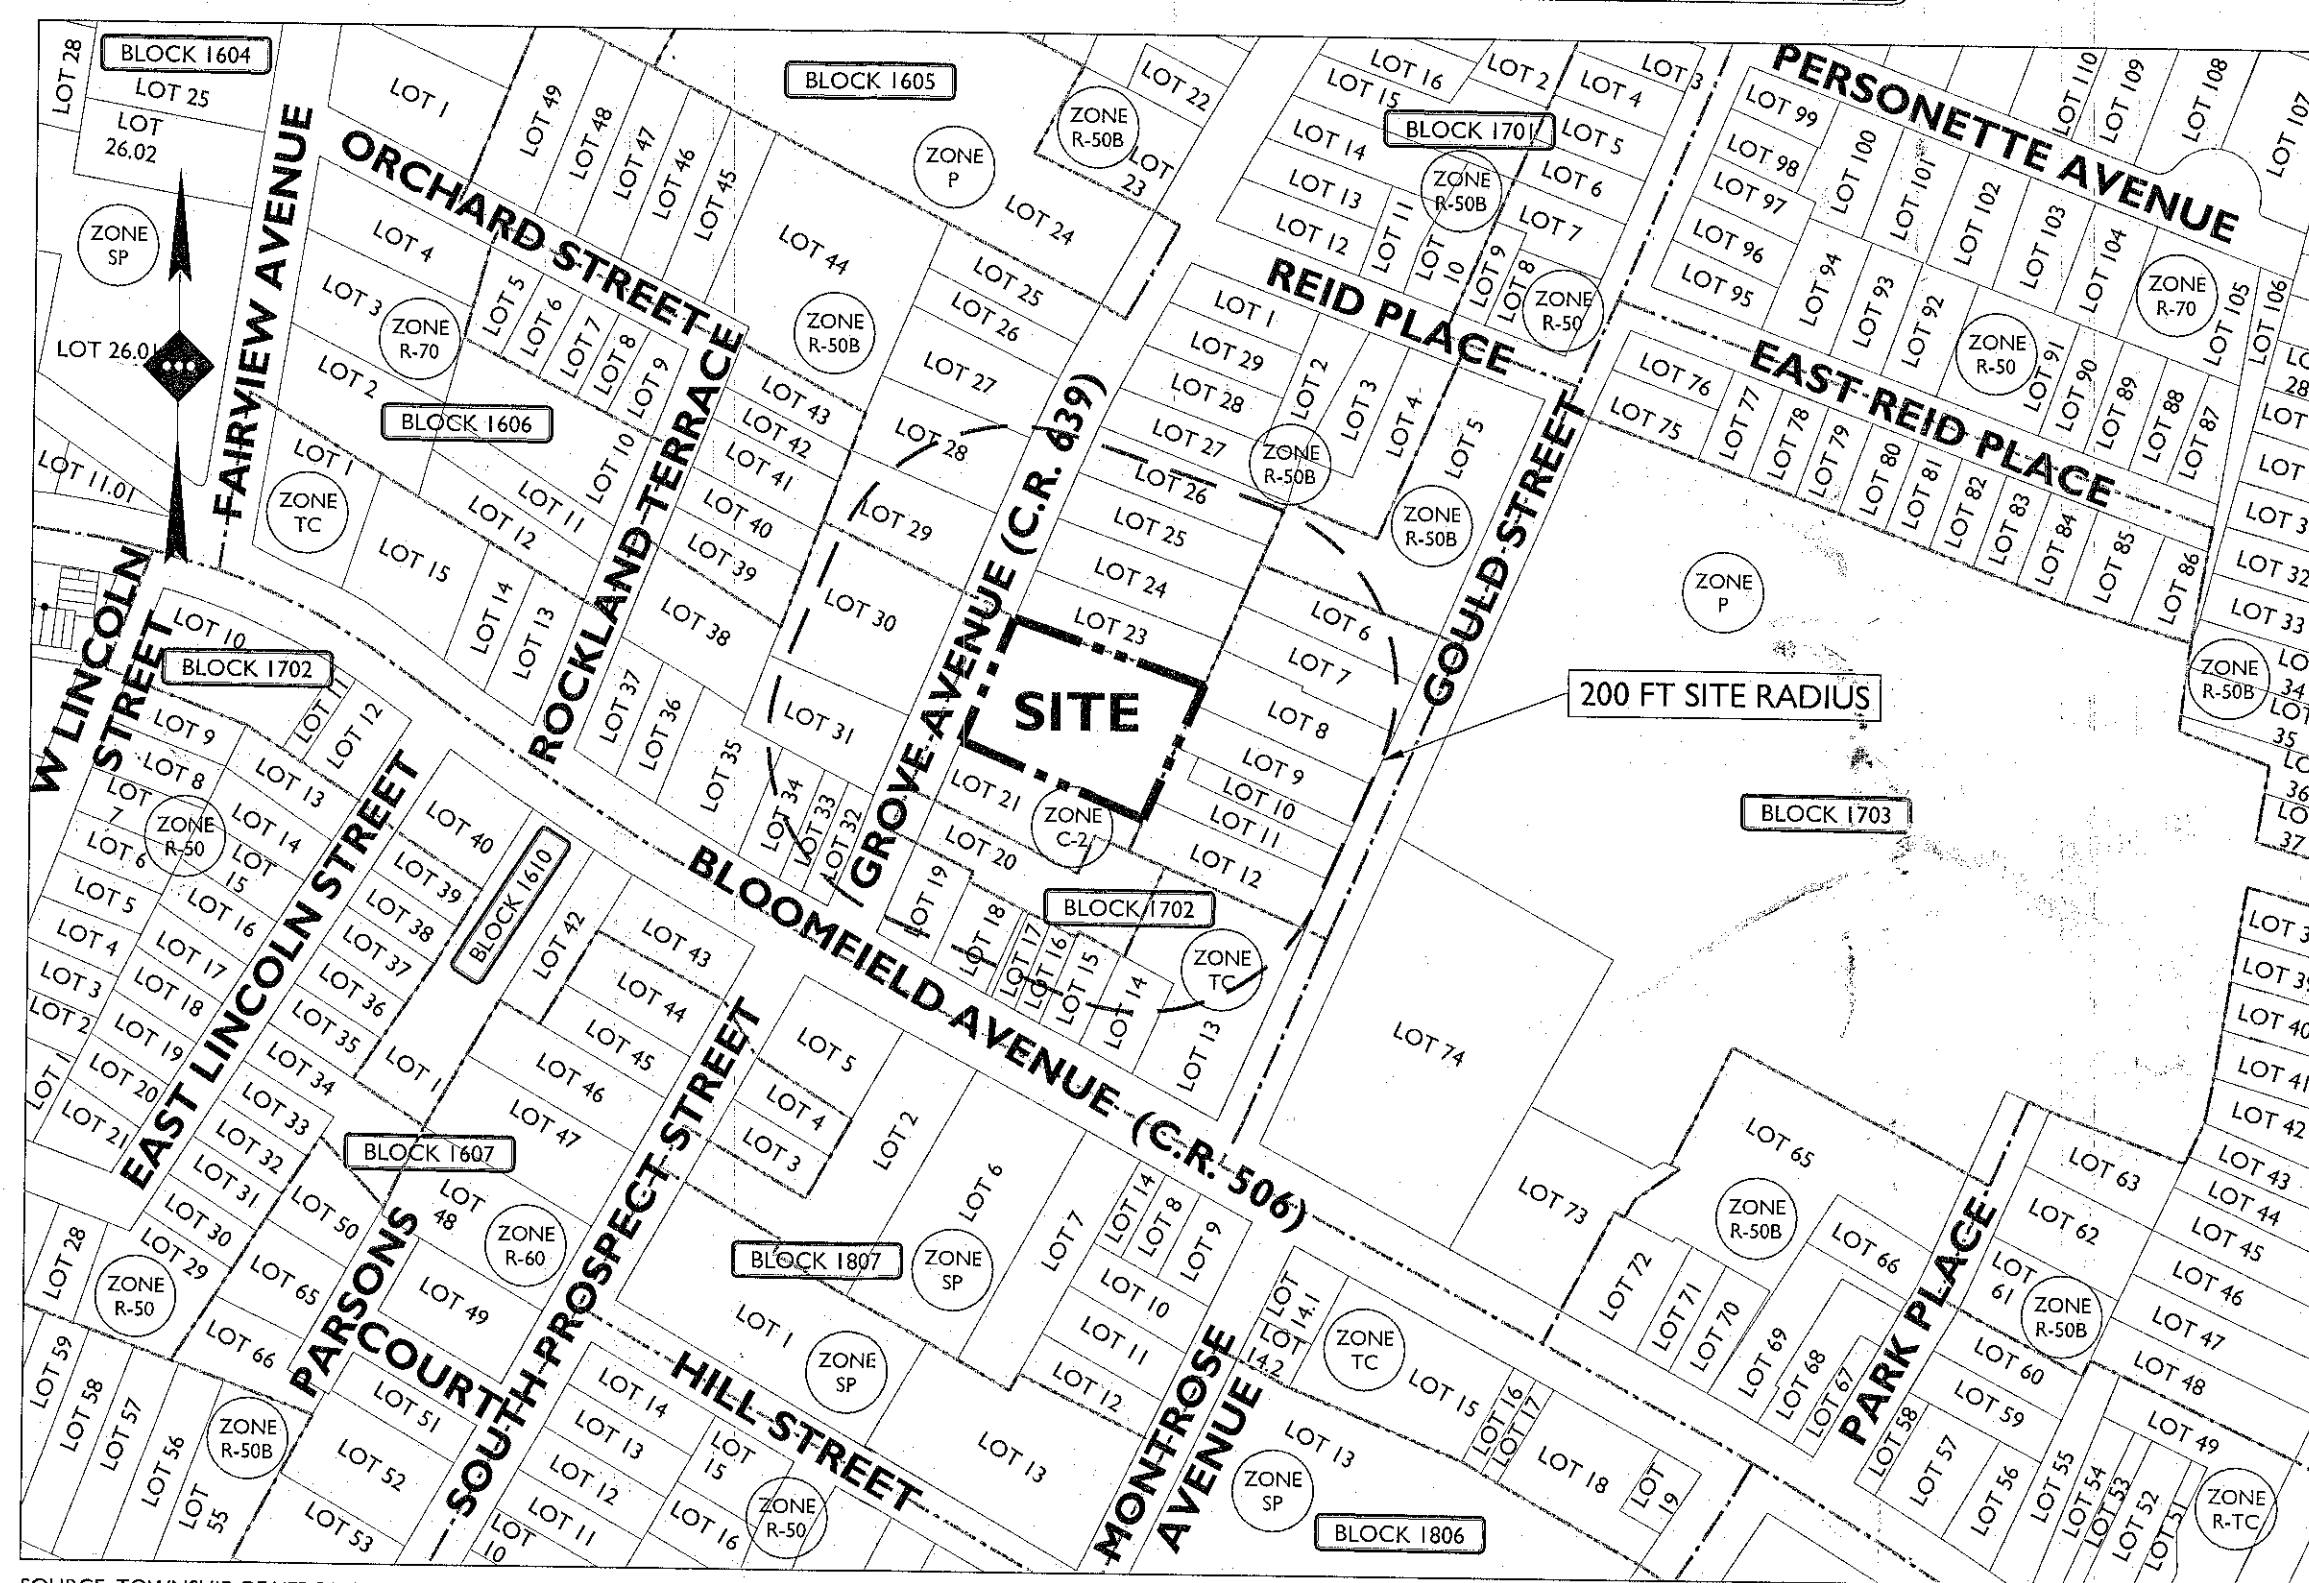 BLOCK 1604
LOT 28
LOT 25
LOT
26.02
ZONE
SP
FAIRVIEW AVENUE
LOT 1
ORCHARD STREET
LOT 49
LOT 48
LOT 47
LOT 46
LOT 45
LOT 44
BLOCK 1605
ZONE
P
LOT 24
ZONE
R-50B
LOT 22
LOT
23
LOT 16
LOT 15
LOT 14
LOT 13
LOT 12
LOT 11
LOT
10
LOT 9
LOT 8
BLOCK 1701
ZONE
R-50B
LOT 2
LOT 3
LOT 4
LOT 5
LOT 6
LOT 7
ZONE
R-50
PERSONETTE AVENUE
LOT 99
LOT 98
LOT 97
LOT 96
LOT 95
LOT 100
LOT 101
LOT 102
LOT 103
LOT 104
LOT 105
LOT 106
LOT 107
LOT 108
LOT 109
LOT 110
LOT 94
LOT 93
LOT 92
LOT 91
LOT 90
LOT 89
LOT 88
LOT 87
ZONE
R-70
ZONE
R-50
EAST REID PLACE
LOT 76
LOT 75
LOT 77
LOT 78
LOT 79
LOT 80
LOT 81
LOT 82
LOT 83
LOT 84
LOT 85
LOT 86
28
LOT 32
LOT 33
34
35
36
37
ZONE
R-50B
LOT 4
LOT 3
LOT 2
LOT 1
ZONE
R-70
LOT 5
LOT 6
LOT 7
LOT 8
LOT 9
LOT 10
LOT 11
LOT 12
LOT 13
LOT 14
LOT 15
BLOCK 1606
ZONE
TC
LOT 11.01
ROCKLAND TERRACE
ZONE
R-50B
LOT 25
LOT 26
LOT 27
LOT 28
LOT 29
LOT 30
LOT 31
LOT 32
LOT 33
LOT 34
LOT 35
LOT 36
LOT 37
LOT 38
LOT 39
LOT 40
LOT 41
LOT 42
LOT 43
GROVE AVENUE (C.R. 639)
REID PLACE
LOT 1
LOT 29
LOT 28
LOT 27
LOT 26
LOT 25
LOT 24
LOT 23
LOT 2
LOT 3
LOT 4
LOT 5
ZONE
R-50B
ZONE
R-50B
GOULD STREET
SITE
200 FT SITE RADIUS
LOT 6
LOT 7
LOT 8
LOT 9
LOT 10
LOT 11
LOT 12
LOT 21
LOT 20
ZONE
C-2
LOT 19
LOT 18
LOT 17
LOT 16
LOT 15
LOT 14
LOT 13
BLOCK 1702
ZONE
TC
ZONE
P
BLOCK 1703
LOT 74
LOT 73
W LINCOLN
STREET
LOT 10
BLOCK 1702
LOT 12
LOT 9
LOT 8
LOT
7
LOT 6
LOT 5
LOT 4
LOT 3
LOT 2
LOT 1
ZONE
R-50
LOT 13
LOT 14
LOT
15
LOT 16
LOT 17
LOT 18
LOT 19
LOT 20
LOT 21
EAST LINCOLN STREET
LOT 40
LOT 39
LOT 38
LOT 37
LOT 36
LOT 35
LOT 34
LOT 33
LOT 32
LOT 31
LOT 30
LOT 29
LOT 28
BLOCK 1610
LOT 1
LOT 42
LOT 43
LOT 44
LOT 45
LOT 46
LOT 47
BLOCK 1607
LOT
48
LOT 49
LOT 50
LOT 65
LOT 66
ZONE
R-60
ZONE
R-50
PARSONS
COURT
LOT 59
LOT 58
LOT 57
LOT 56
LOT
55
ZONE
R-50B
LOT 51
LOT 52
LOT 53
SOUTH PROSPECT STREET
BLOOMFIELD AVENUE (C.R. 506)
LOT 5
LOT 4
LOT 3
LOT 2
LOT 6
LOT 7
LOT 14
LOT 8
LOT 9
LOT 10
LOT 11
LOT 12
LOT 13
BLOCK 1807
ZONE
SP
LOT 1
ZONE
SP
HILL STREET
LOT 14
LOT 13
LOT 12
LOT 11
LOT
10
LOT
15
LOT 16
ZONE
R-50
MONTROSE
AVENUE
LOT
14.1
LOT
14.2
ZONE
TC
LOT 15
LOT 16
LOT 17
LOT 18
LOT
19
LOT 13
ZONE
SP
BLOCK 1806
LOT 65
ZONE
R-50B
LOT 66
LOT 72
LOT 71
LOT 70
LOT 69
LOT 68
LOT 67
PARK PLACE
LOT 63
LOT 62
LOT
61
ZONE
R-50B
LOT 60
LOT 59
LOT 58
LOT 57
LOT 56
LOT 55
LOT 54
LOT 53
LOT 52
LOT 51
LOT 40
LOT 41
LOT 42
LOT 43
LOT 44
LOT 45
LOT 46
LOT 47
LOT 48
LOT 49
ZONE
R-TC